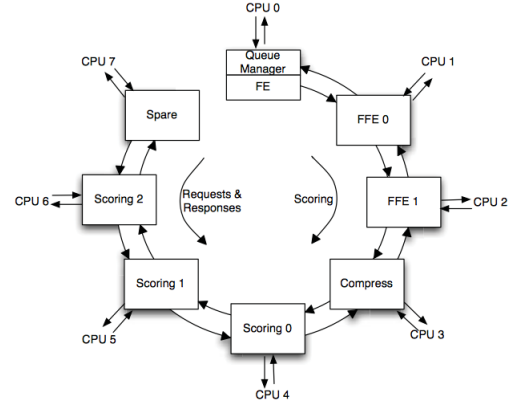 CPU 0
Queue
Manager
FE
CPU 7
CPU 1
Spare
FFE 0
Requests &
Responses
Scoring
CPU 6
Scoring 2
FFE 1
CPU 2
Scoring 1
Compress
Scoring 0
CPU 5
CPU 3
CPU 4